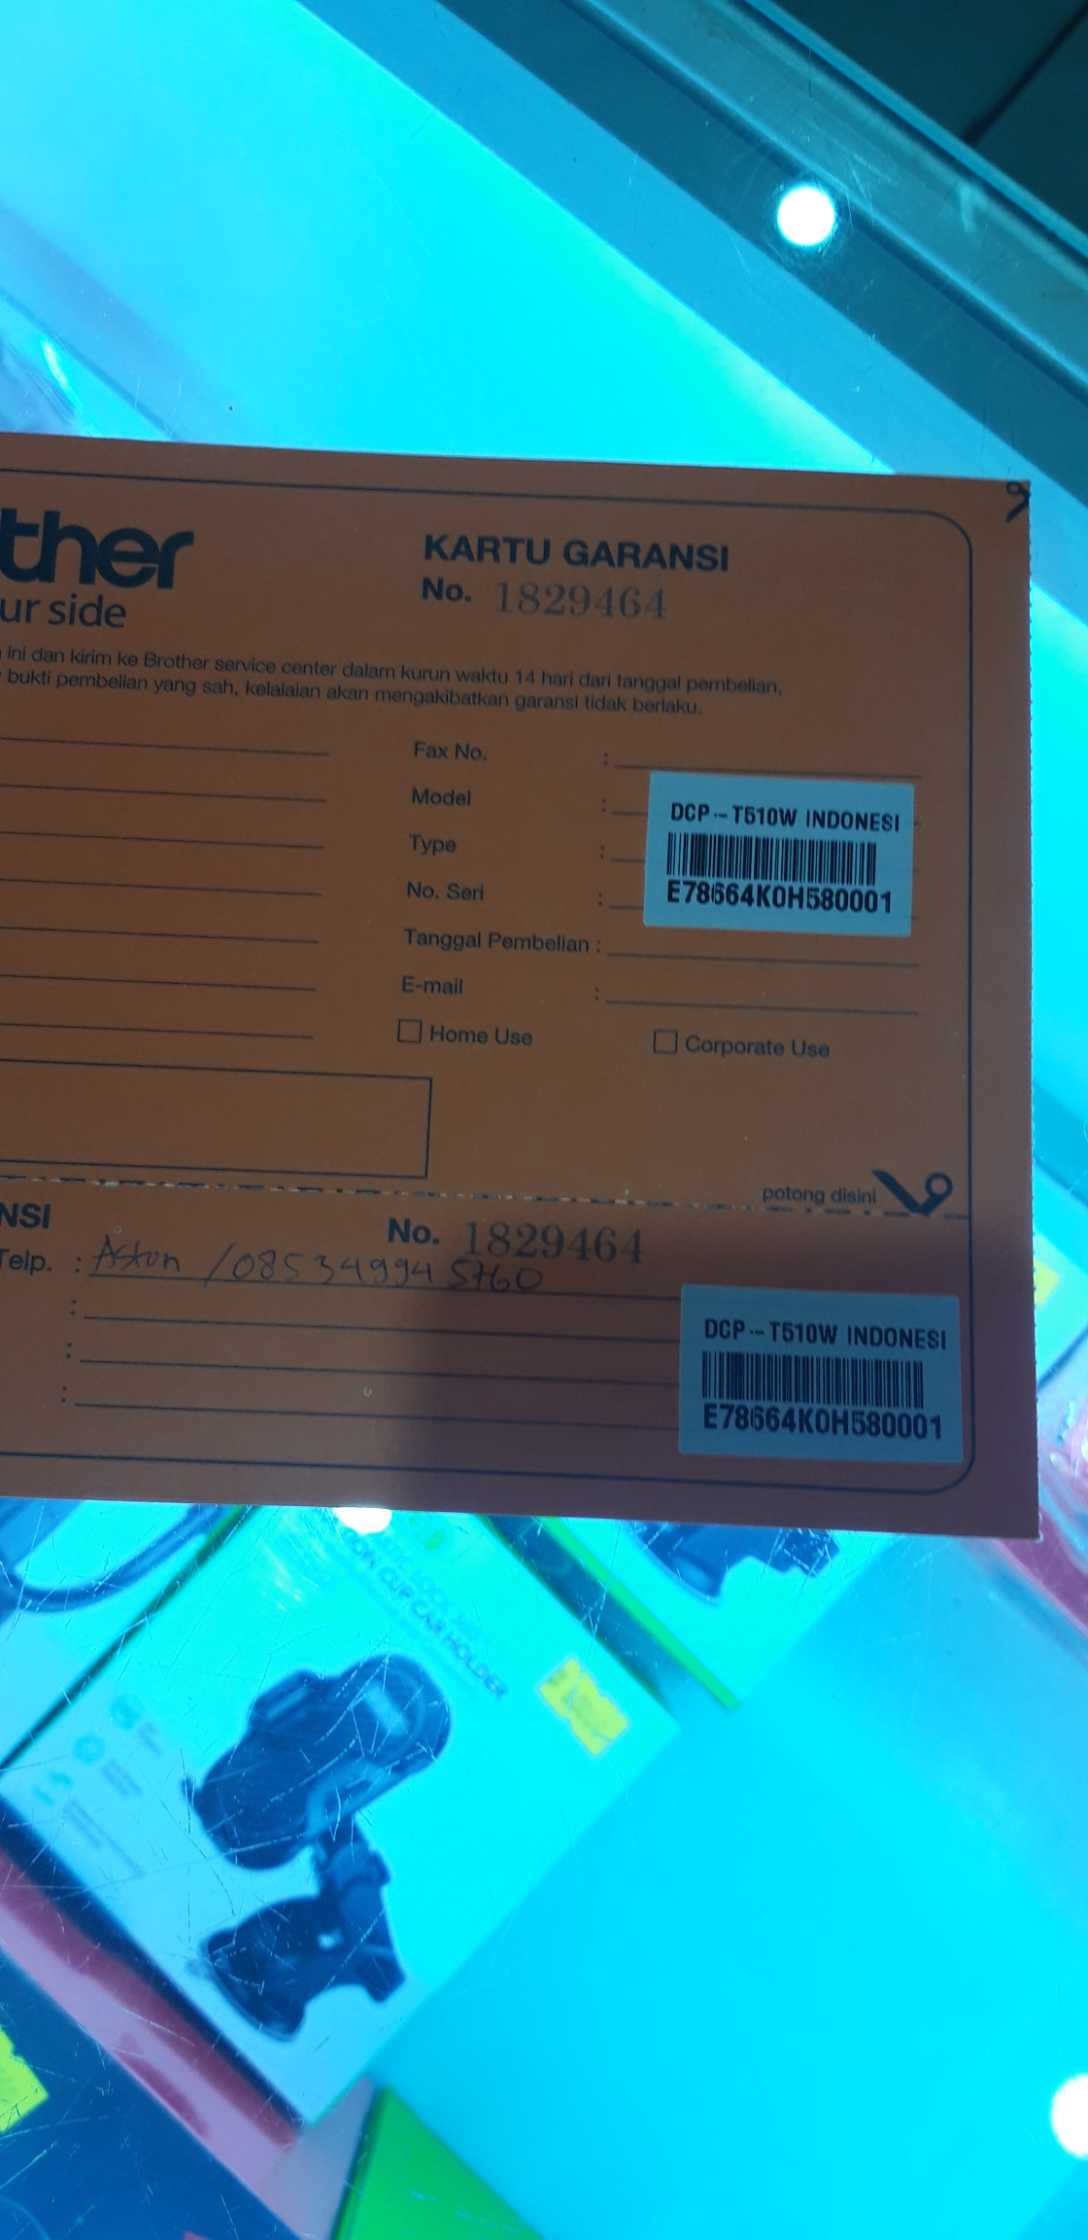 ther
ur side
KARTU GARANSI
No. 1829464
ini dan kirim ke Brother service center dalam kurun waktu 14 hari dari tanggal pembelian,
bukti pembelian yang sah, kelalaian akan mengakibatkan garansi tidak berlaku.
Fax No. :
Model :
Type :
No. Seri :
DCP-T510W INDONESI
E78664K0H580001
Tanggal Pembelian :
E-mail :
Home Use
Corporate Use
potong disini
NSI
No. 1829464
Telp. : Aston / 085349945760
:
:
:
DCP-T510W INDONESI
E78664K0H580001
CUP CAR HOLDER